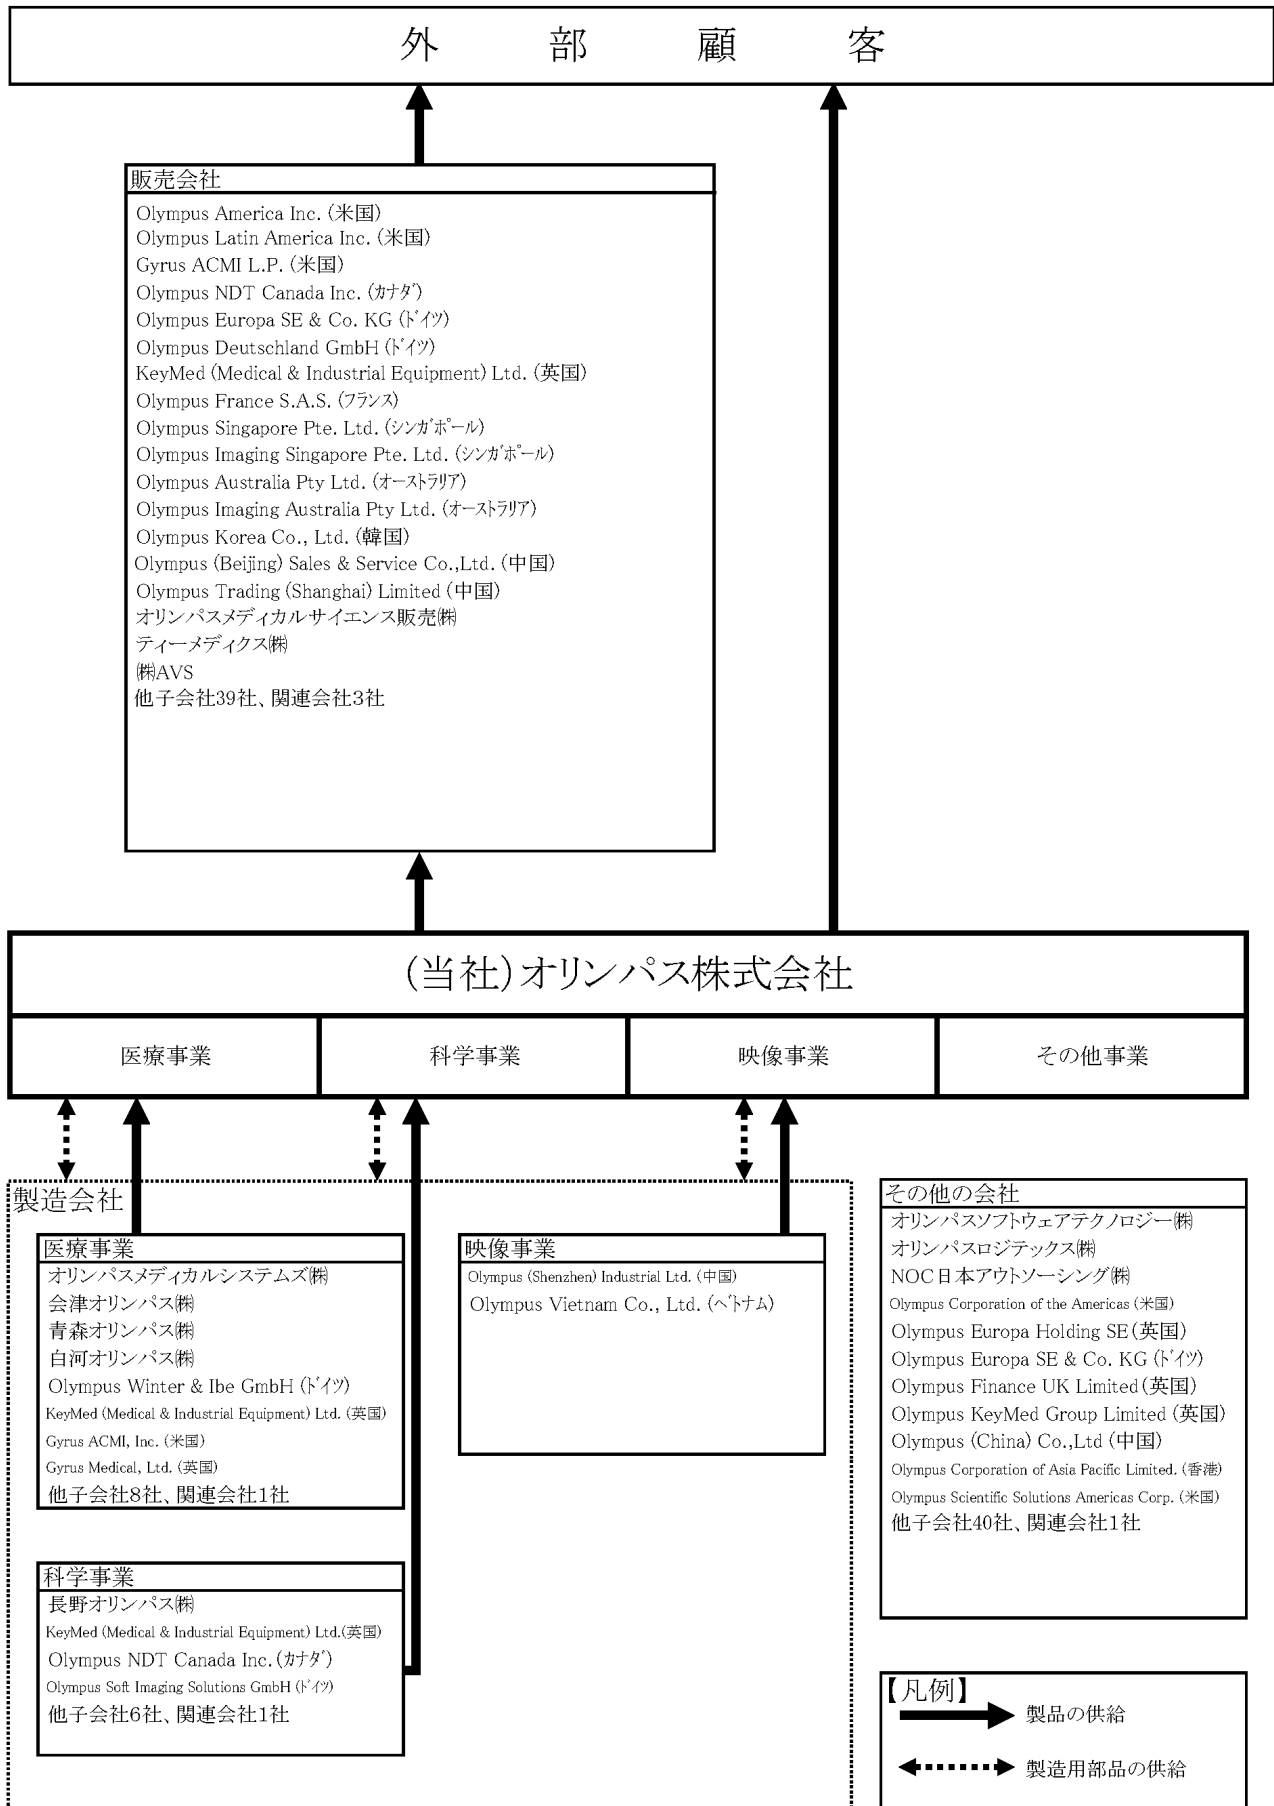 外部顧客
販売会社
Olympus America Inc. (米国)
Olympus Latin America Inc. (米国)
Gyrus ACMI L.P. (米国)
Olympus NDT Canada Inc. (ｶﾅﾀﾞ)
Olympus Europa SE & Co. KG (ﾄﾞｲﾂ)
Olympus Deutschland GmbH (ﾄﾞｲﾂ)
KeyMed (Medical & Industrial Equipment) Ltd. (英国)
Olympus France S.A.S. (ﾌﾗﾝｽ)
Olympus Singapore Pte. Ltd. (ｼﾝｶﾞﾎﾟｰﾙ)
Olympus Imaging Singapore Pte. Ltd. (ｼﾝｶﾞﾎﾟｰﾙ)
Olympus Australia Pty Ltd. (ｵｰｽﾄﾗﾘｱ)
Olympus Imaging Australia Pty Ltd. (ｵｰｽﾄﾗﾘｱ)
Olympus Korea Co., Ltd. (韓国)
Olympus (Beijing) Sales & Service Co.,Ltd. (中国)
Olympus Trading (Shanghai) Limited (中国)
オリンパスメディカルサイエンス販売㈱
ティーメディクス㈱
㈱AVS
他子会社39社、関連会社3社
(当社)オリンパス株式会社
医療事業
科学事業
映像事業
その他事業
製造会社
医療事業
オリンパスメディカルシステムズ㈱
会津オリンパス㈱
青森オリンパス㈱
白河オリンパス㈱
Olympus Winter & Ibe GmbH (ﾄﾞｲﾂ)
KeyMed (Medical & Industrial Equipment) Ltd. (英国)
Gyrus ACMI, Inc. (米国)
Gyrus Medical, Ltd. (英国)
他子会社8社、関連会社1社
映像事業
Olympus (Shenzhen) Industrial Ltd. (中国)
Olympus Vietnam Co., Ltd. (ﾍﾞﾄﾅﾑ)
科学事業
長野オリンパス㈱
KeyMed (Medical & Industrial Equipment) Ltd.(英国)
Olympus NDT Canada Inc. (ｶﾅﾀﾞ)
Olympus Soft Imaging Solutions GmbH (ﾄﾞｲﾂ)
他子会社6社、関連会社1社
その他の会社
オリンパスソフトウェアテクノロジー㈱
オリンパスロジテックス㈱
NOC日本アウトソーシング㈱
Olympus Corporation of the Americas (米国)
Olympus Europa Holding SE(英国)
Olympus Europa SE & Co. KG (ﾄﾞｲﾂ)
Olympus Finance UK Limited(英国)
Olympus KeyMed Group Limited (英国)
Olympus (China) Co.,Ltd (中国)
Olympus Corporation of Asia Pacific Limited. (香港)
Olympus Scientific Solutions Americas Corp. (米国)
他子会社40社、関連会社1社
【凡例】
製品の供給
製造用部品の供給